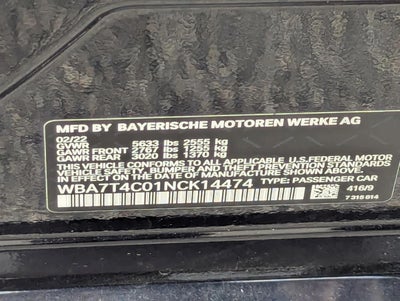 MFD BY BAYERISCHE MOTOREN WERKE AG
02/22
GVWR 5633 lbs 2555 kg
GAWR FRONT 2767 lbs 1255 kg
GAWR REAR 3020 lbs 1370 kg
THIS VEHICLE CONFORMS TO ALL APPLICABLE U.S.FEDERAL MOTOR
VEHICLE SAFETY, BUMPER AND THEFT PREVENTION STANDARDS
IN EFFECT ON THE DATE OF MANUFACTURE SHOWN ABOVE.
WBA7T4C01NCK14474 TYPE: PASSENGER CAR
416/9
7 315 014